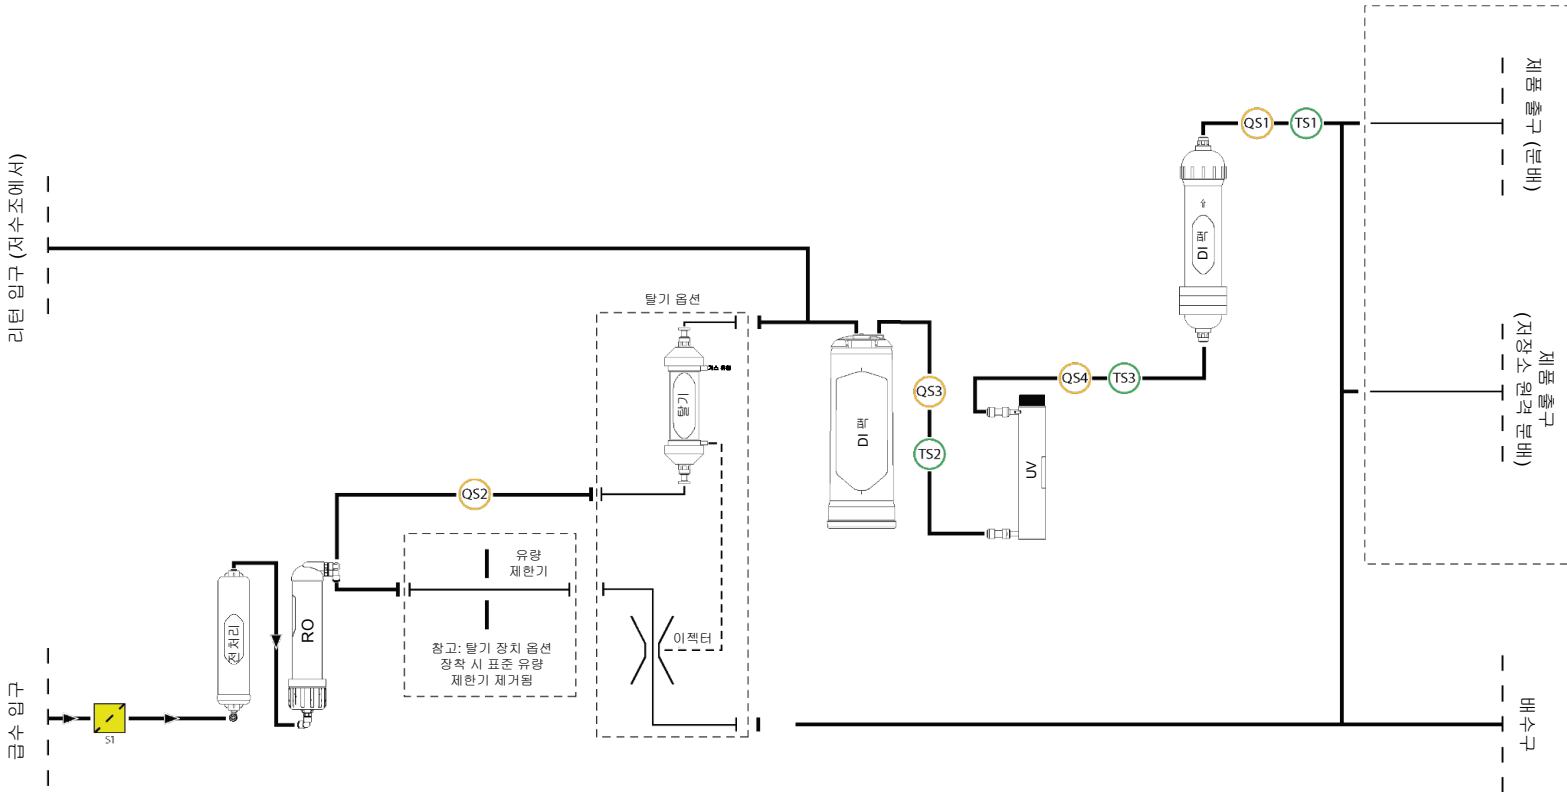 제품 출구 (분배)
QS1
TS1
리턴 입구 (저수조에서)
DI 팩
탈기 옵션
제품 출구
(저장소 원격 분배)
가스 유형
QS4
TS3
QS3
탈기
DI 팩
TS2
UV
QS2
유량
제한기
RO
전처리
이젝터
참고: 탈기 장치 옵션
장착 시 표준 유량
제한기 제거됨
급수 입구
S1
배수구